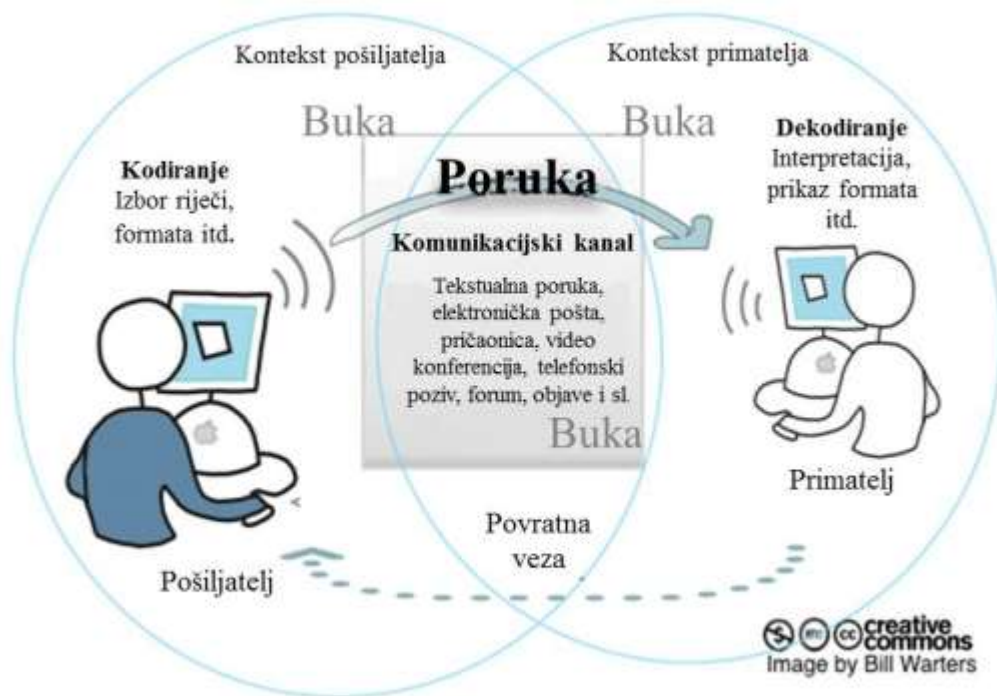 Kontekst pošiljatelja
Kontekst primatelja
Buka
Buka
Kodiranje
Izbor riječi,
formata itd.
Poruka
Dekodiranje
Interpretacija,
prikaz formata
itd.
Komunikacijski kanal
Tekstualna poruka,
elektronička pošta,
pričaonica, video
konferencija, telefonski
poziv, forum, objave i sl.
Buka
Pošiljatelj
Primatelj
Povratna
veza
cc creative
commons
Image by Bill Warters